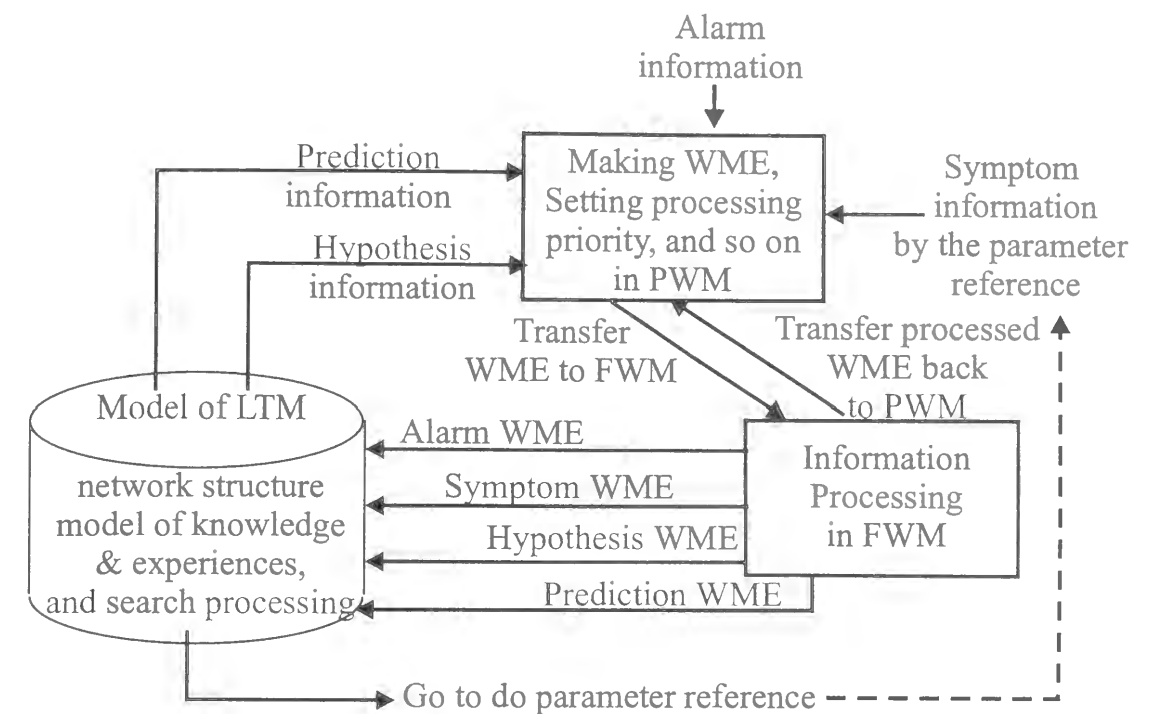 Alarm
information
Prediction
information
Making WME,
Setting processing
priority, and so on
in PWM
Symptom
information
by the parameter
reference
Hypothesis
information
Transfer
WME to FWM
Transfer processed
WME back
to PWM
Model of LTM
network structure
model of knowledge
& experiences,
and search processing
Alarm WME
Symptom WME
Hypothesis WME
Prediction WME
Information
Processing
in FWM
Go to do parameter reference